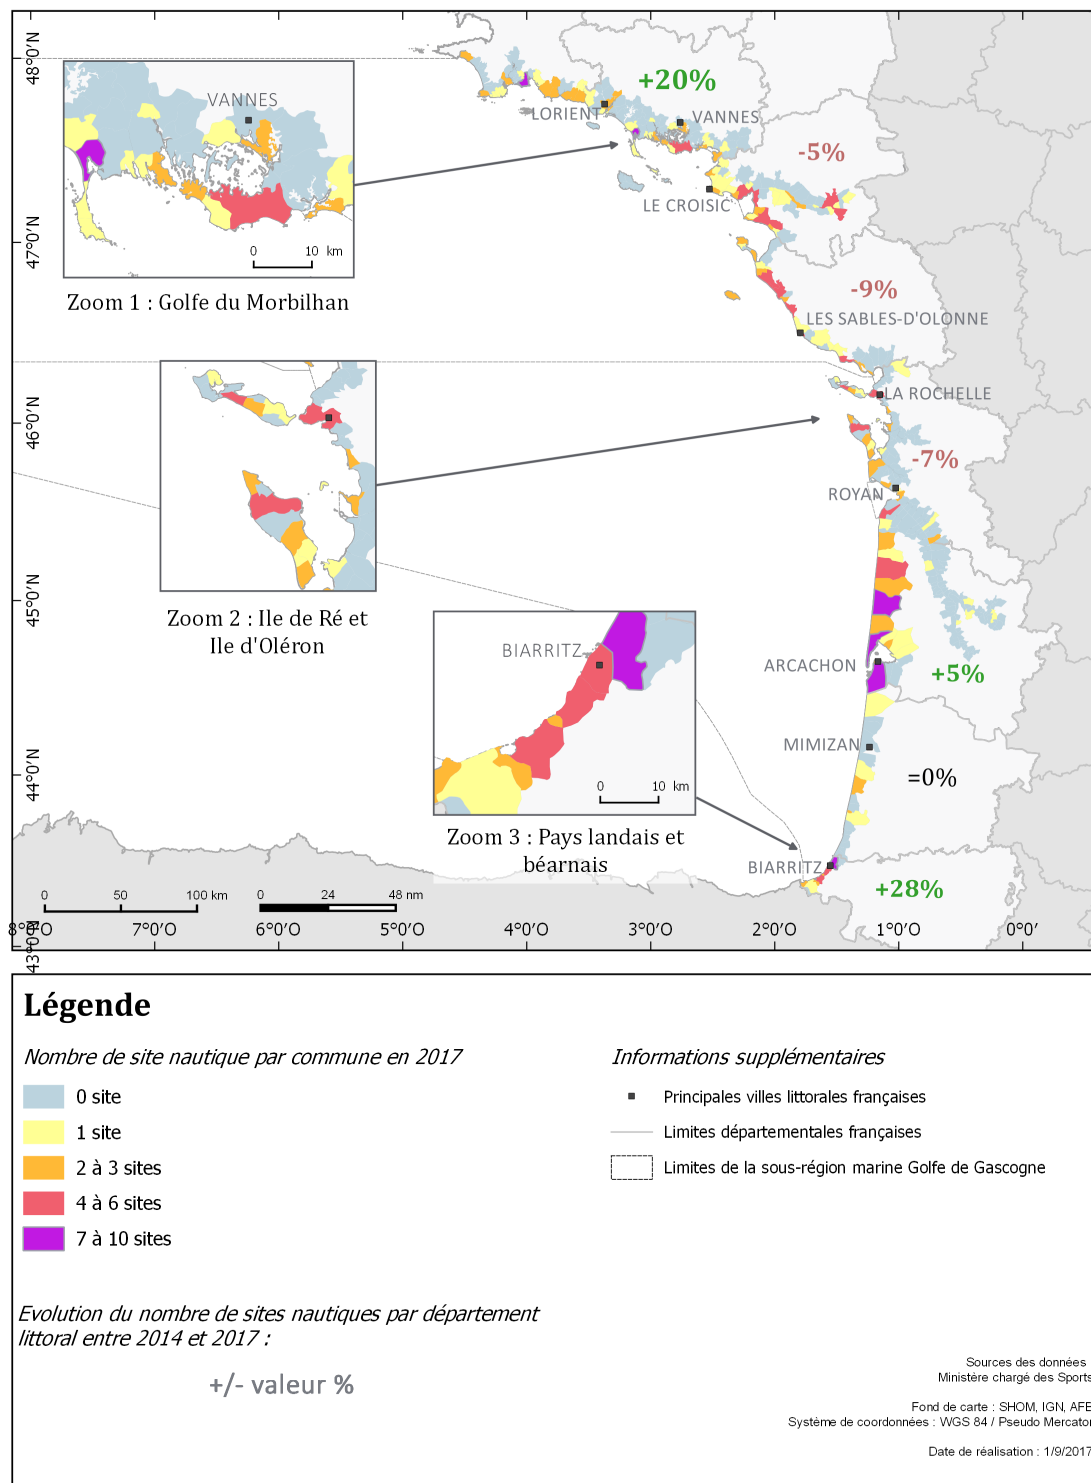 48°0'N
47°0'N
46°0'N
45°0'N
44°0'N
43°0'N
VANNES
0 10 km
Zoom 1 : Golfe du Morbilhan
+20%
LORIENT
VANNES
-5%
LE CROISIC
-9%
LES SABLES-D'OLONNE
LA ROCHELLE
-7%
ROYAN
Zoom 2 : Ile de Ré et
Ile d'Oléron
BIARRITZ
0 10 km
Zoom 3 : Pays landais et
béarnais
ARCACHON
+5%
MIMIZAN
=0%
BIARRITZ
+28%
0 50 100 km
0 24 48 nm
7°0'O 6°0'O 5°0'O 4°0'O 3°0'O 2°0'O 1°0'O 0°0'
Légende
Nombre de site nautique par commune en 2017
0 site
1 site
2 à 3 sites
4 à 6 sites
7 à 10 sites
Informations supplémentaires
Principales villes littorales françaises
Limites départementales françaises
Limites de la sous-région marine Golfe de Gascogne
Evolution du nombre de sites nautiques par département
littoral entre 2014 et 2017 :
+/- valeur %
Sources des données
Ministère chargé des Sports
Fond de carte : SHOM, IGN, AFB
Système de coordonnées : WGS 84 / Pseudo Mercator
Date de réalisation : 1/9/2017